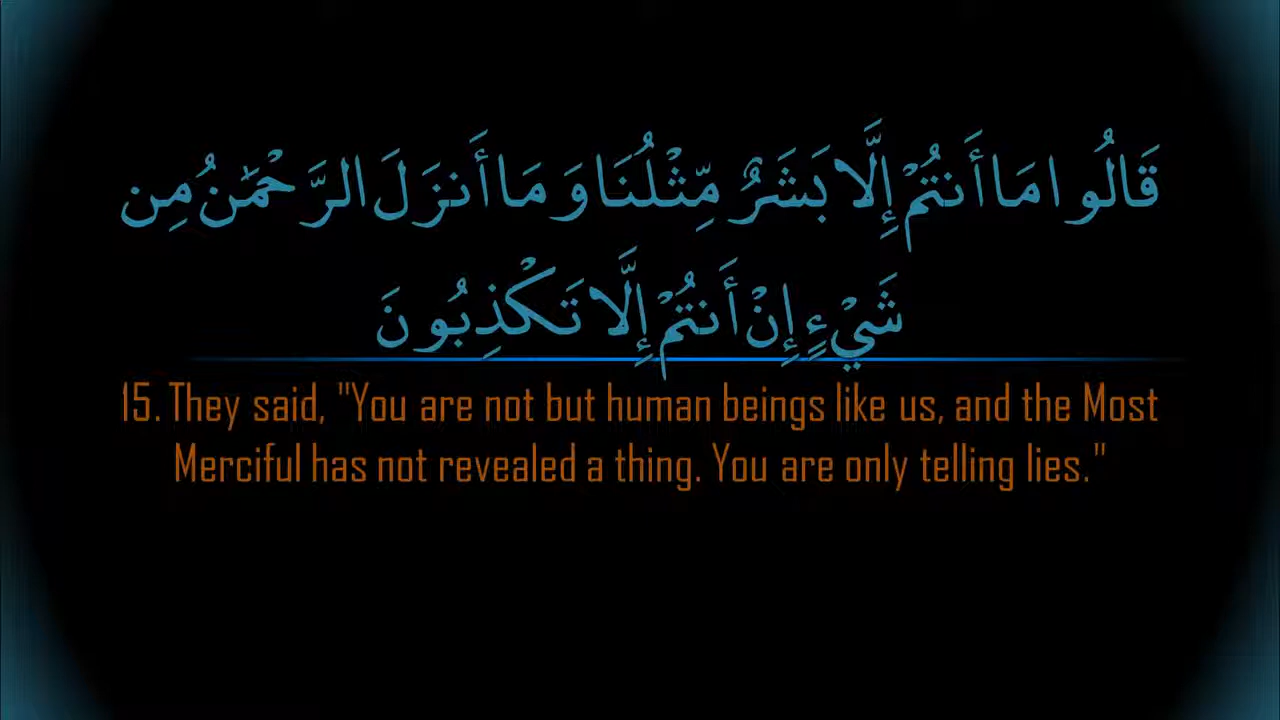 قَالُوا مَا أَنتُمْ إِلَّا بَشَرٌ مِّثْلُنَا وَمَا أَنزَلَ الرَّحْمَٰنُ مِن
شَيْءٍ إِنْ أَنتُمْ إِلَّا تَكْذِبُونَ
15. They said, "You are not but human beings like us, and the Most
Merciful has not revealed a thing. You are only telling lies."